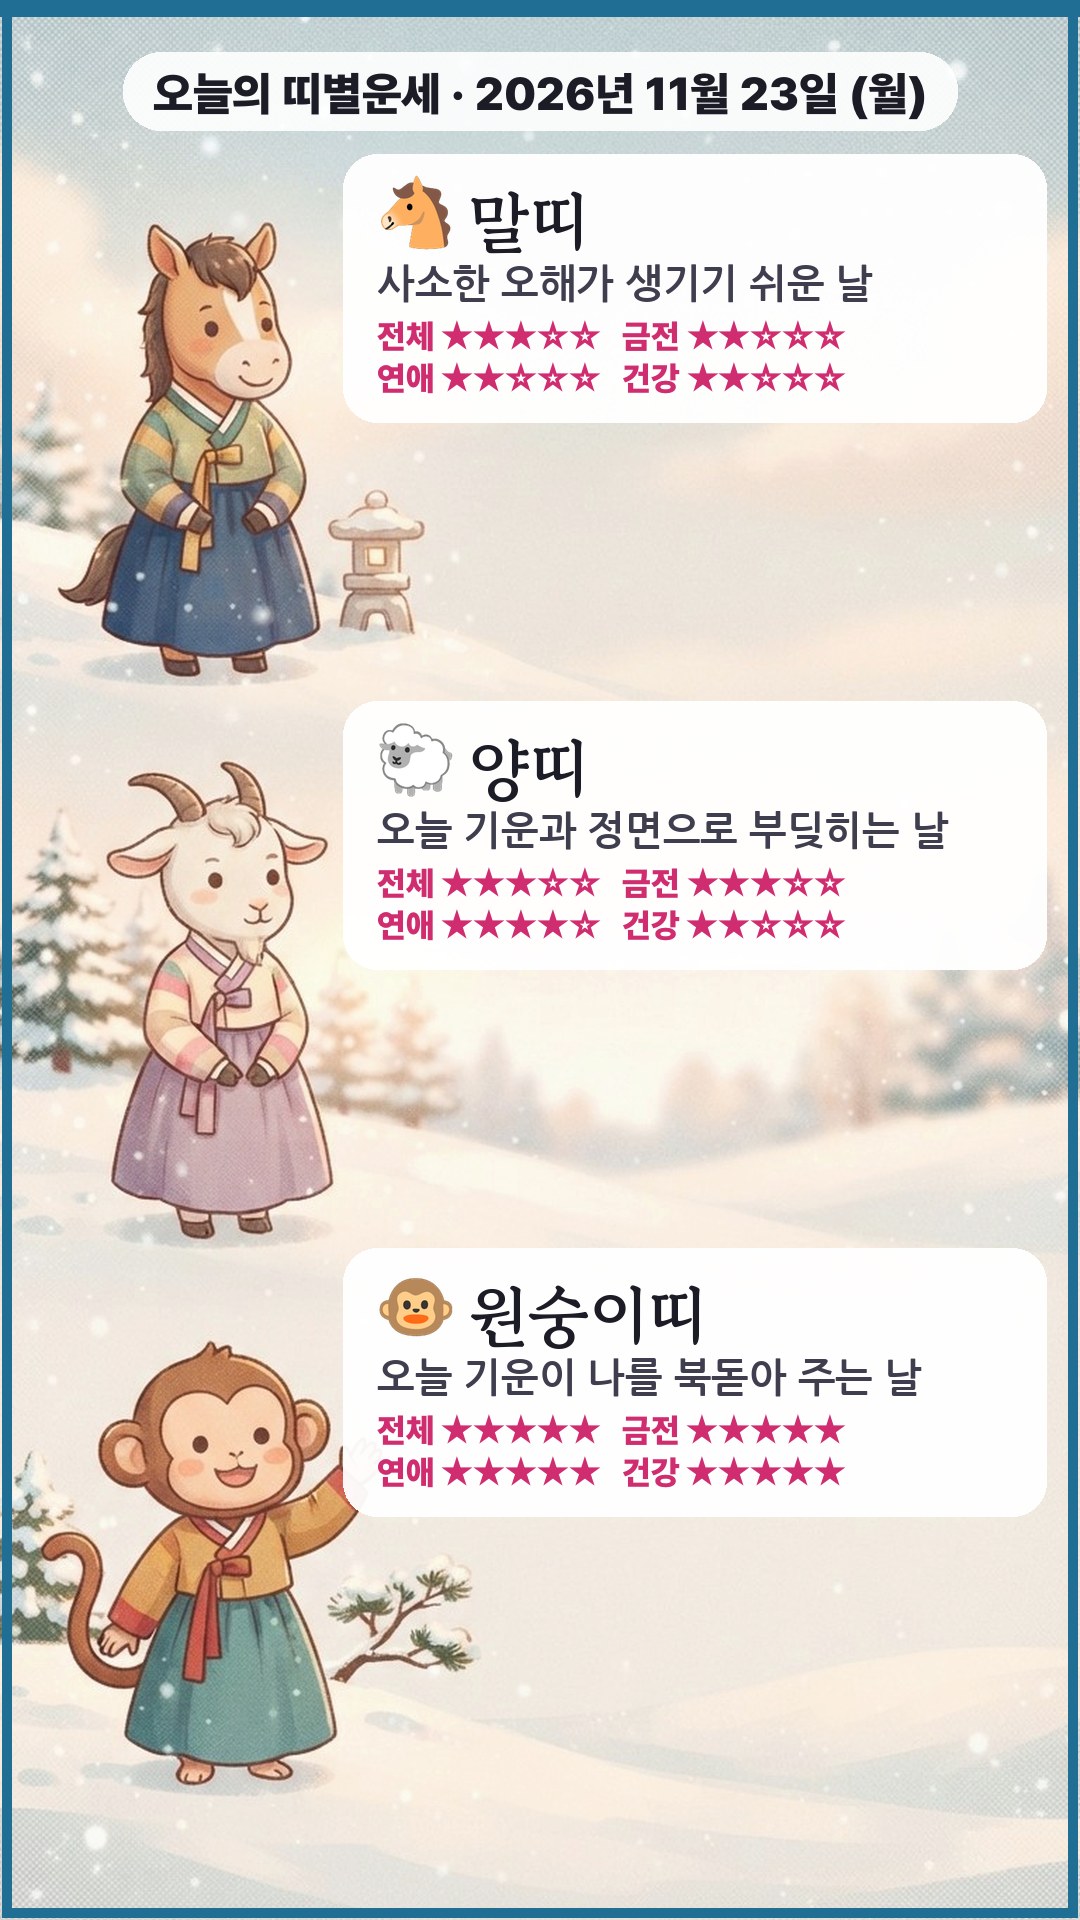 오늘의 띠별운세 · 2026년 11월 23일 (월)
말띠
사소한 오해가 생기기 쉬운 날
전체 ★★★☆☆ 금전 ★★☆☆☆
연애 ★★☆☆☆ 건강 ★★☆☆☆
양띠
오늘 기운과 정면으로 부딪히는 날
전체 ★★★☆☆ 금전 ★★★☆☆
연애 ★★★★☆ 건강 ★★☆☆☆
원숭이띠
오늘 기운이 나를 북돋아 주는 날
전체 ★★★★★ 금전 ★★★★★
연애 ★★★★★ 건강 ★★★★★